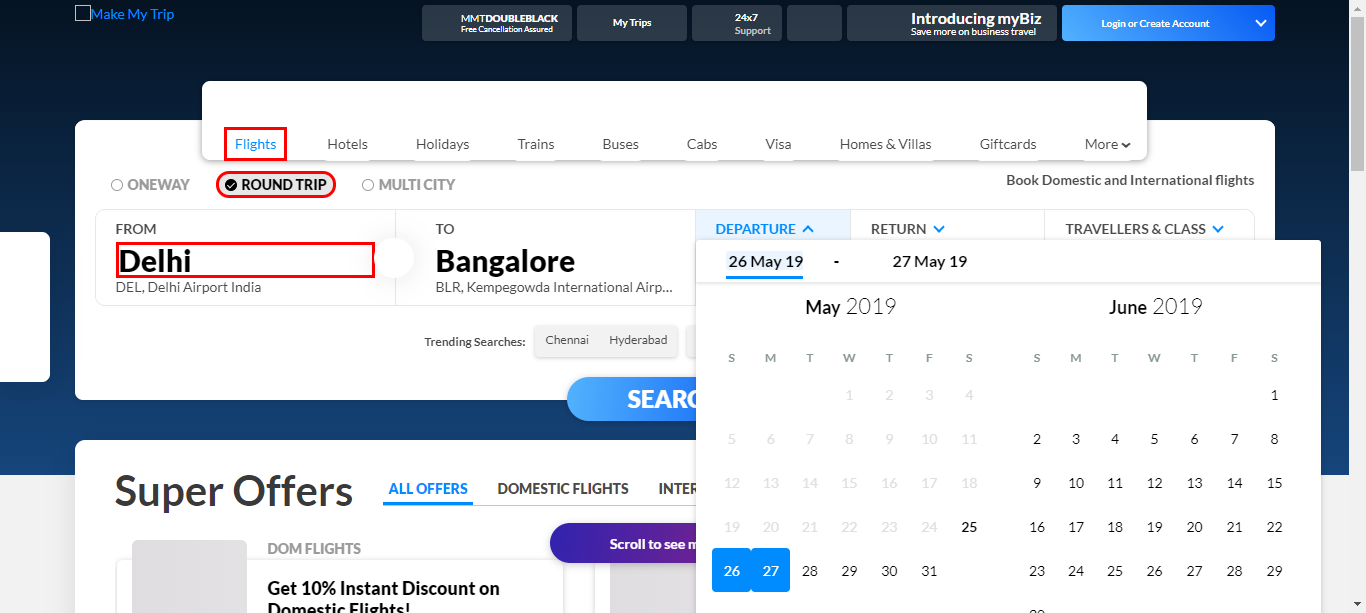 Make My Trip
MMTDOUBLEBLACK
Free Cancellation Assured
My Trips
24x7
Support
Introducing myBiz
Save more on business travel
Login or Create Account
Flights Hotels Holidays Trains Buses Cabs Visa Homes & Villas Giftcards More
ONEWAY ROUND TRIP MULTI CITY
Book Domestic and International flights
FROM
Delhi
DEL, Delhi Airport India
TO
Bangalore
BLR, Kempegowda International Airp...
DEPARTURE RETURN TRAVELLERS & CLASS
26 May 19 - 27 May 19
Trending Searches: Chennai Hyderabad
SEARC
May 2019
S M T W T F S
1 2 3 4
5 6 7 8 9 10 11
12 13 14 15 16 17 18
19 20 21 22 23 24 25
26 27 28 29 30 31
June 2019
S M T W T F S
1
2 3 4 5 6 7 8
9 10 11 12 13 14 15
16 17 18 19 20 21 22
23 24 25 26 27 28 29
Super Offers
ALL OFFERS DOMESTIC FLIGHTS INTER
Scroll to see m
DOM FLIGHTS
Get 10% Instant Discount on
Domestic Flights!